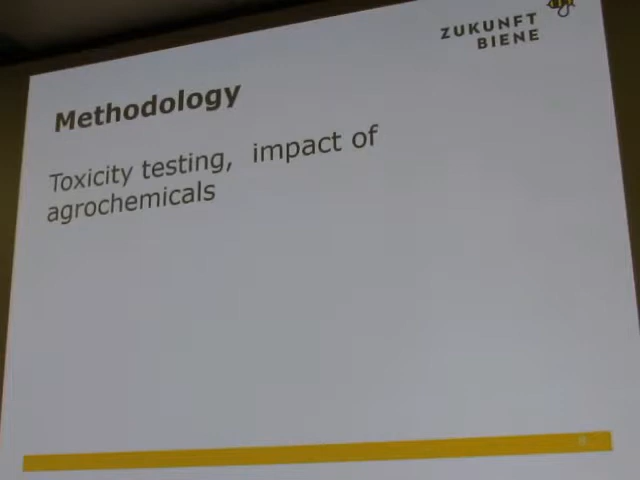 ZUKUNFT
BIENE
Methodology
Toxicity testing,  impact of
agrochemicals